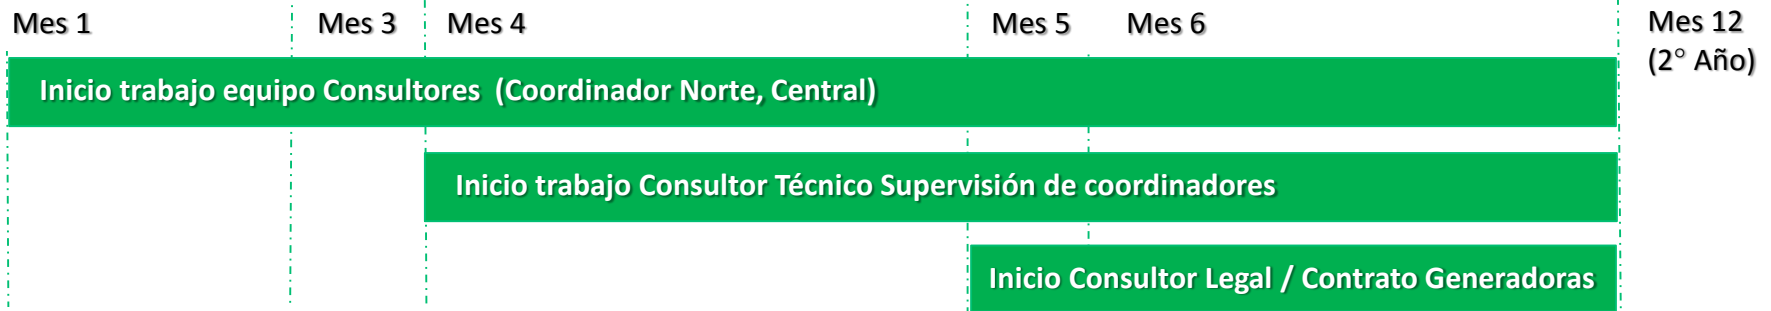 Mes 1
Mes 3
Mes 4
Mes 5
Mes 6
Mes 12
(2° Año)
Inicio trabajo equipo Consultores (Coordinador Norte, Central)
Inicio trabajo Consultor Técnico Supervisión de coordinadores
Inicio Consultor Legal / Contrato Generadoras